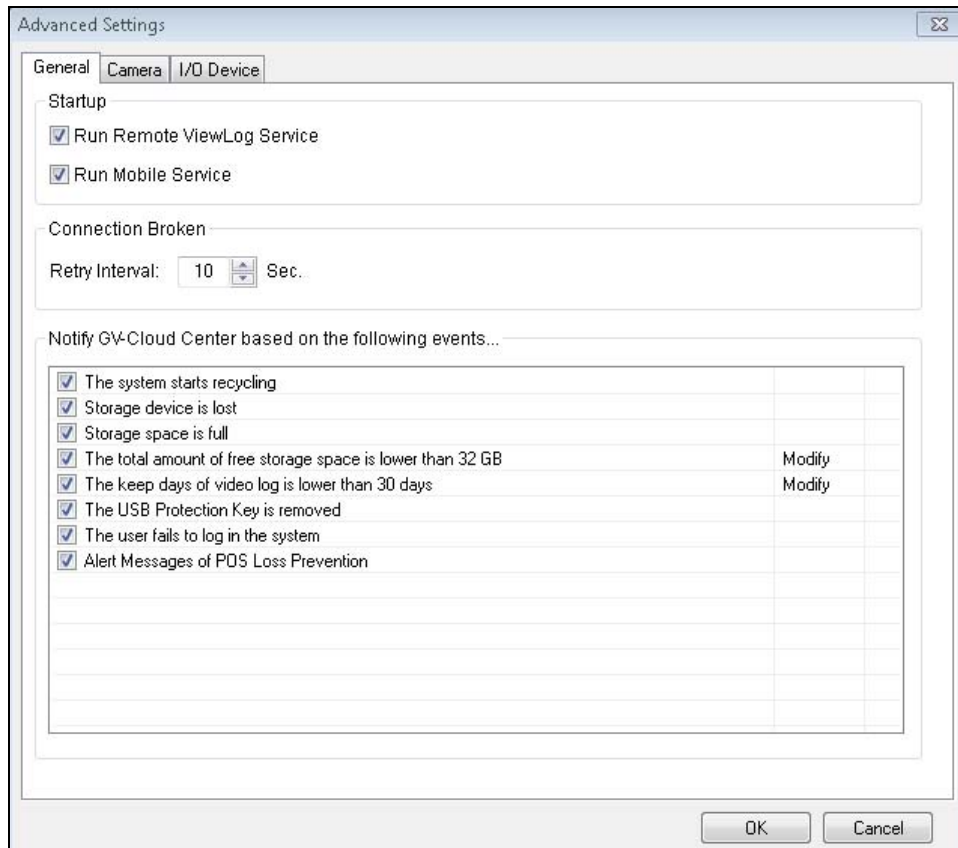 Advanced Settings
General Camera I/O Device
Startup
Run Remote ViewLog Service
Run Mobile Service
Connection Broken
Retry Interval: 10 Sec.
Notify GV-Cloud Center based on the following events...
The system starts recycling
Storage device is lost
Storage space is full
The total amount of free storage space is lower than 32 GB Modify
The keep days of video log is lower than 30 days Modify
The USB Protection Key is removed
The user fails to log in the system
Alert Messages of POS Loss Prevention
OK Cancel